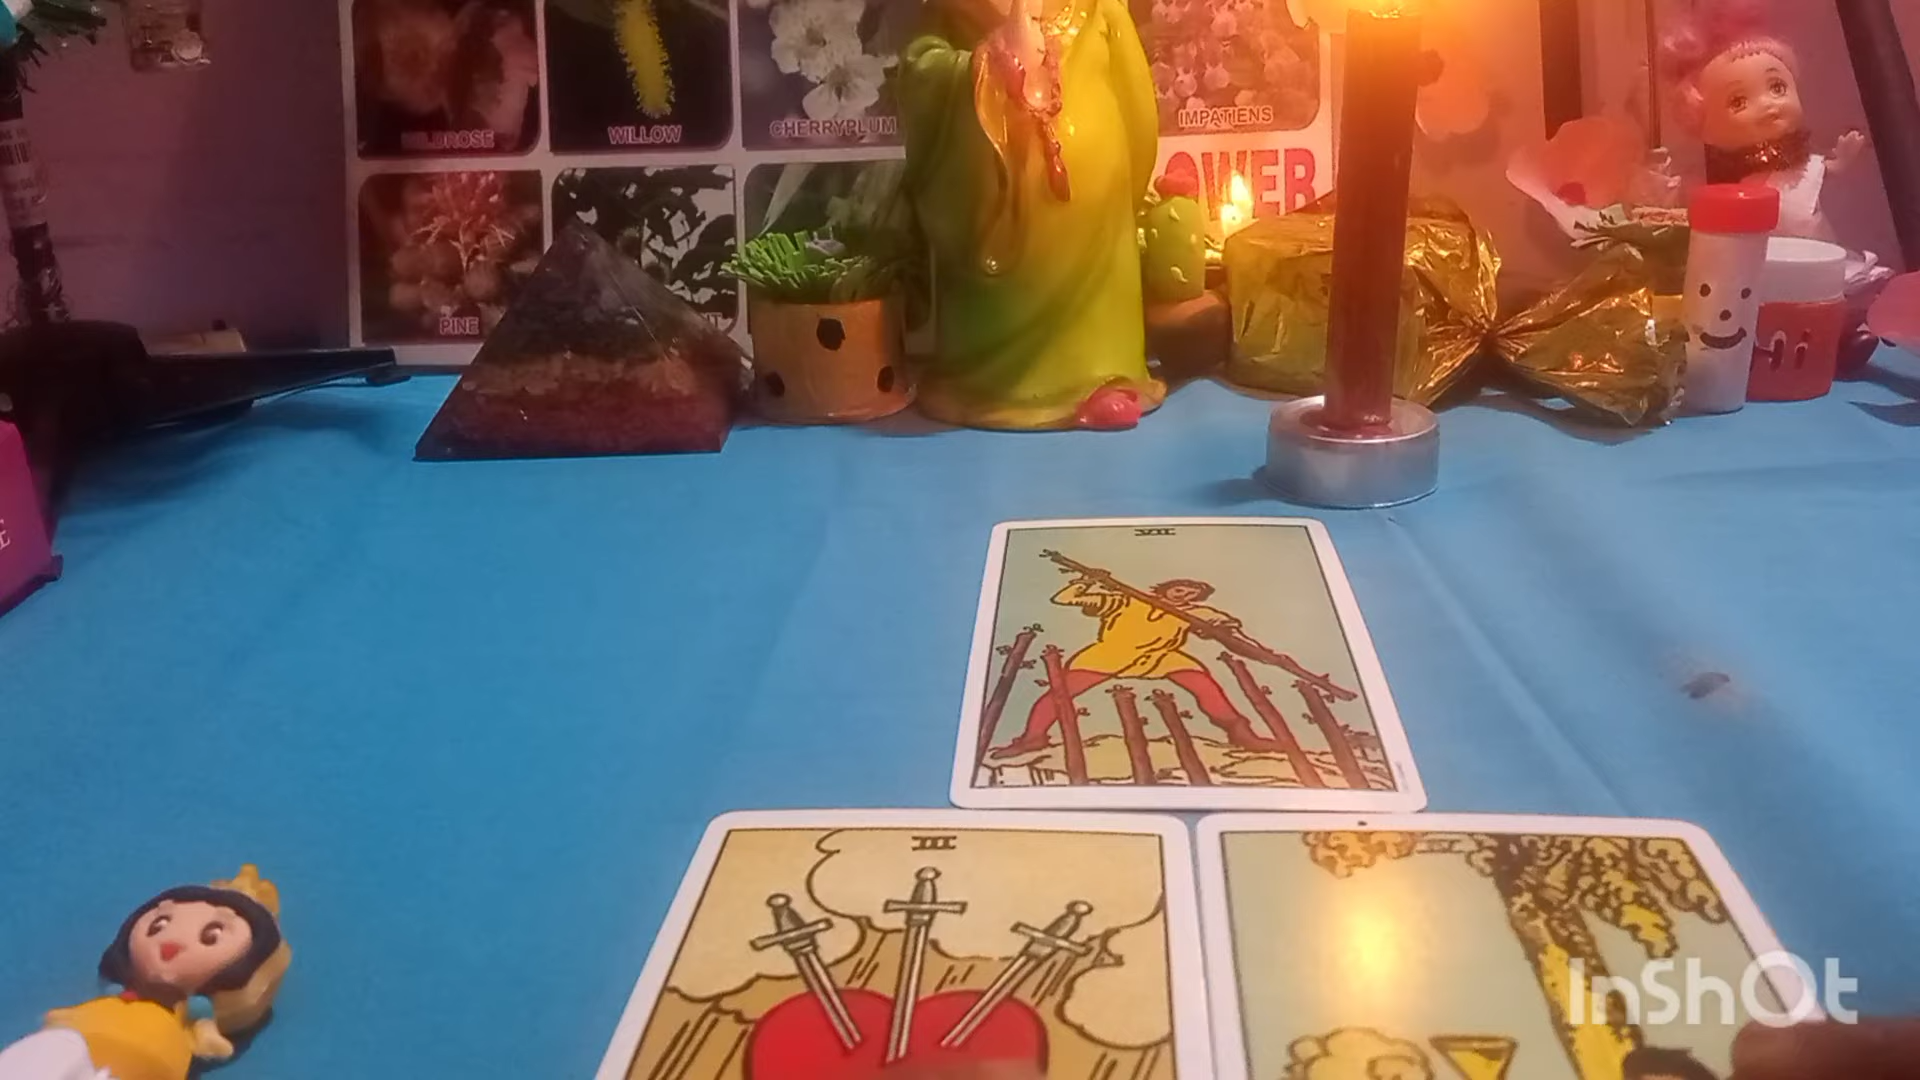 WILLOW
CHERRYPLUM
IMPATIENS
OWER
PINE
VII
III
E
InShOt